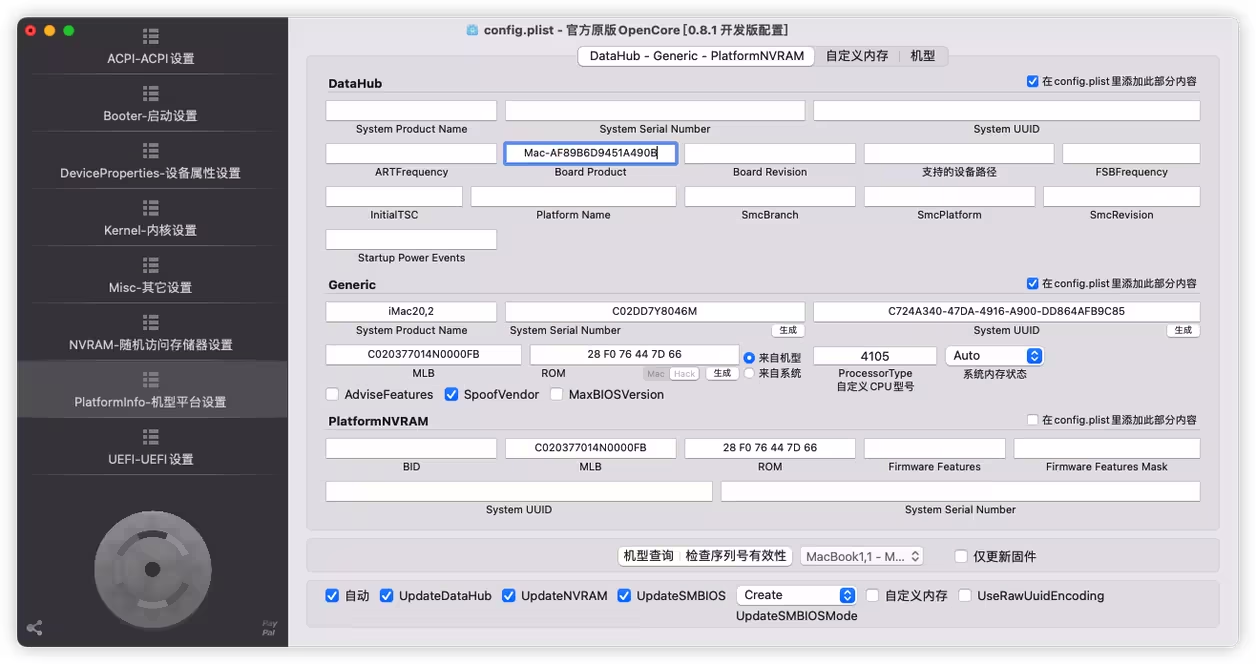 config.plist - 官方原版OpenCore [0.8.1 开发版配置]
ACPI-ACPI设置
Booter-启动设置
DeviceProperties-设备属性设置
Kernel-内核设置
Misc-其它设置
NVRAM-随机访问存储器设置
PlatformInfo-机型平台设置
UEFI-UEFI设置
Pay
Pal
DataHub - Generic - PlatformNVRAM 自定义内存 机型
DataHub 在config.plist里添加此部分内容
System Product Name System Serial Number System UUID
Mac-AF89B6D9451A490B
ARTFrequency Board Product Board Revision 支持的设备路径 FSBFrequency
InitialTSC Platform Name SmcBranch SmcPlatform SmcRevision
Startup Power Events
Generic 在config.plist里添加此部分内容
iMac20,2 C02DD7Y8046M C724A340-47DA-4916-A900-DD864AFB9C85
System Product Name System Serial Number 生成 System UUID 生成
C020377014N0000FB 28 F0 76 44 7D 66 来自机型 4105 Auto
MLB ROM Mac Hack 生成 来自系统 ProcessorType 系统内存状态
自定义CPU型号
AdviseFeatures SpoofVendor MaxBIOSVersion
PlatformNVRAM 在config.plist里添加此部分内容
C020377014N0000FB 28 F0 76 44 7D 66
BID MLB ROM Firmware Features Firmware Features Mask
System UUID System Serial Number
机型查询 检查序列号有效性 MacBook1,1 - M... 仅更新固件
自动 UpdateDataHub UpdateNVRAM UpdateSMBIOS Create 自定义内存 UseRawUuidEncoding
UpdateSMBIOSMode